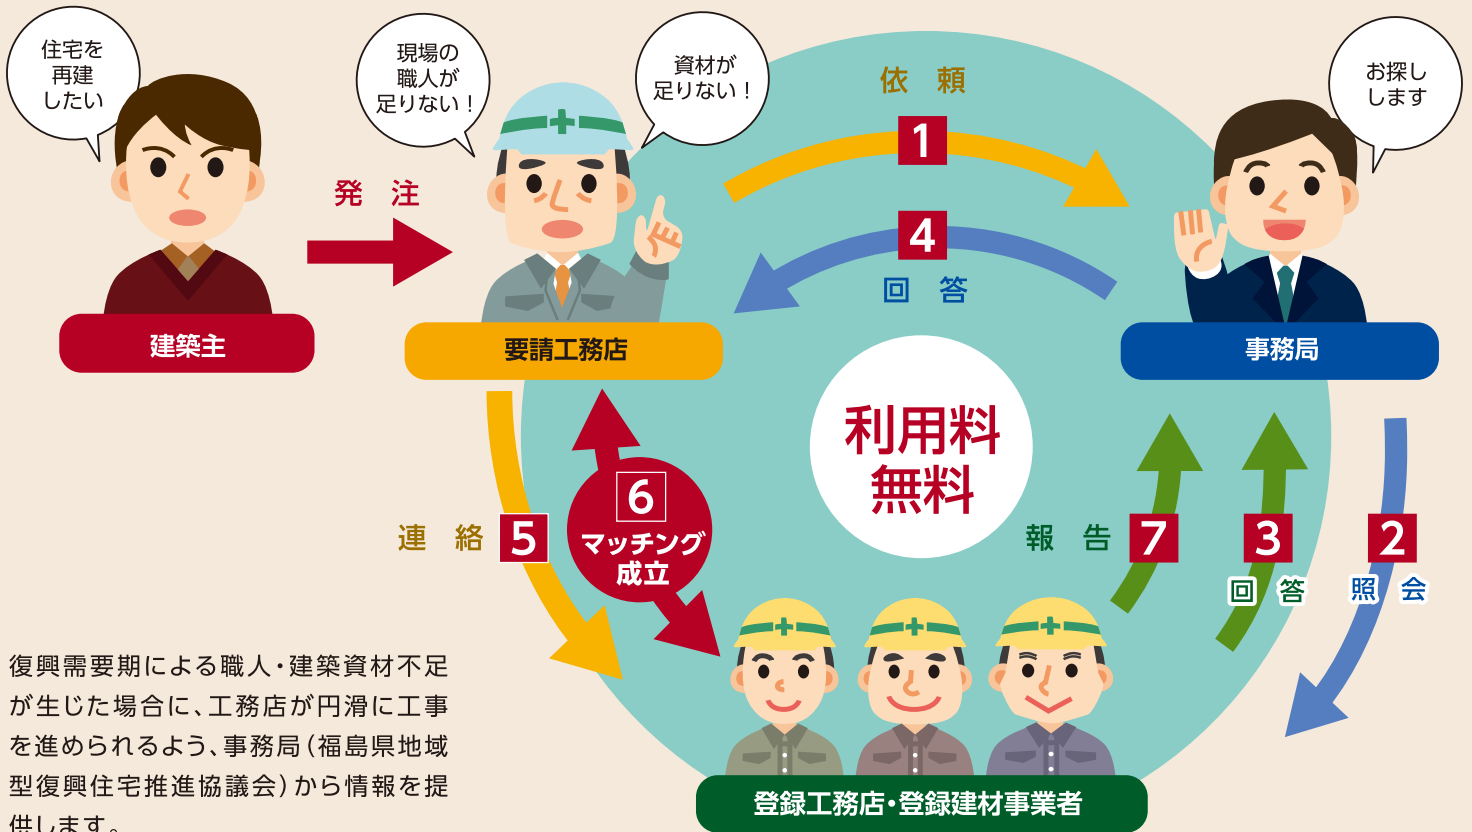 住宅を
再建
したい
現場の
職人が
足りない！
資材が
足りない！
お探し
します
発 注
依 頼
1
4
回 答
建築主
要請工務店
事務局
利用料
無料
連 絡
5
6
マッチング
成立
報 告
7
3
回 答
2
照 会
登録工務店・登録建材事業者
復興需要期による職人・建築資材不足
が生じた場合に、工務店が円滑に工事
を進められるよう、事務局（福島県地域
型復興住宅推進協議会）から情報を提
供します。